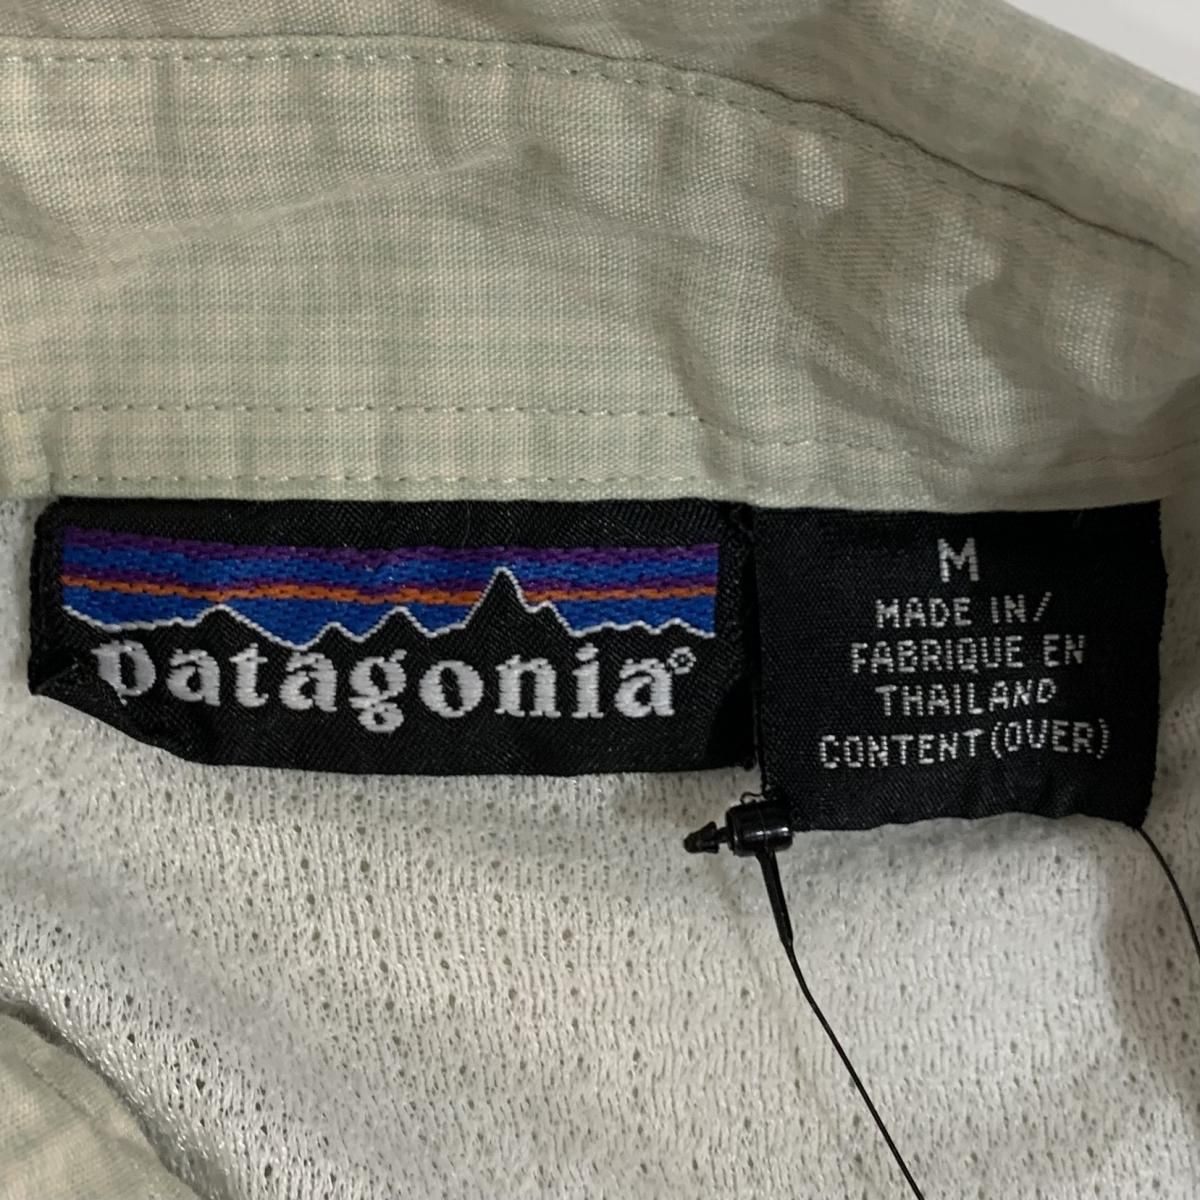 patagonia®
M
MADE IN/
FABRIQUE EN
THAILAND
CONTENT (OVER)